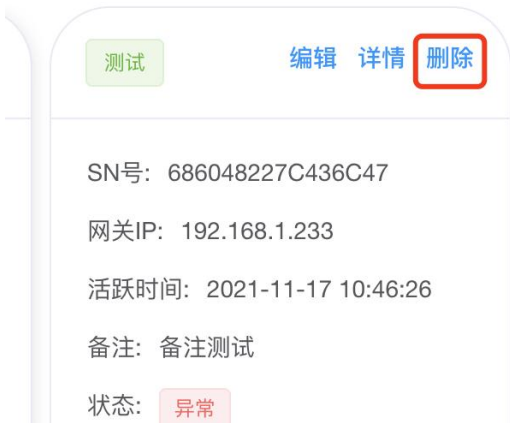 测试 编辑 详情 删除
SN号: 686048227C436C47
网关IP: 192.168.1.233
活跃时间: 2021-11-17 10:46:26
备注: 备注测试
状态: 异常